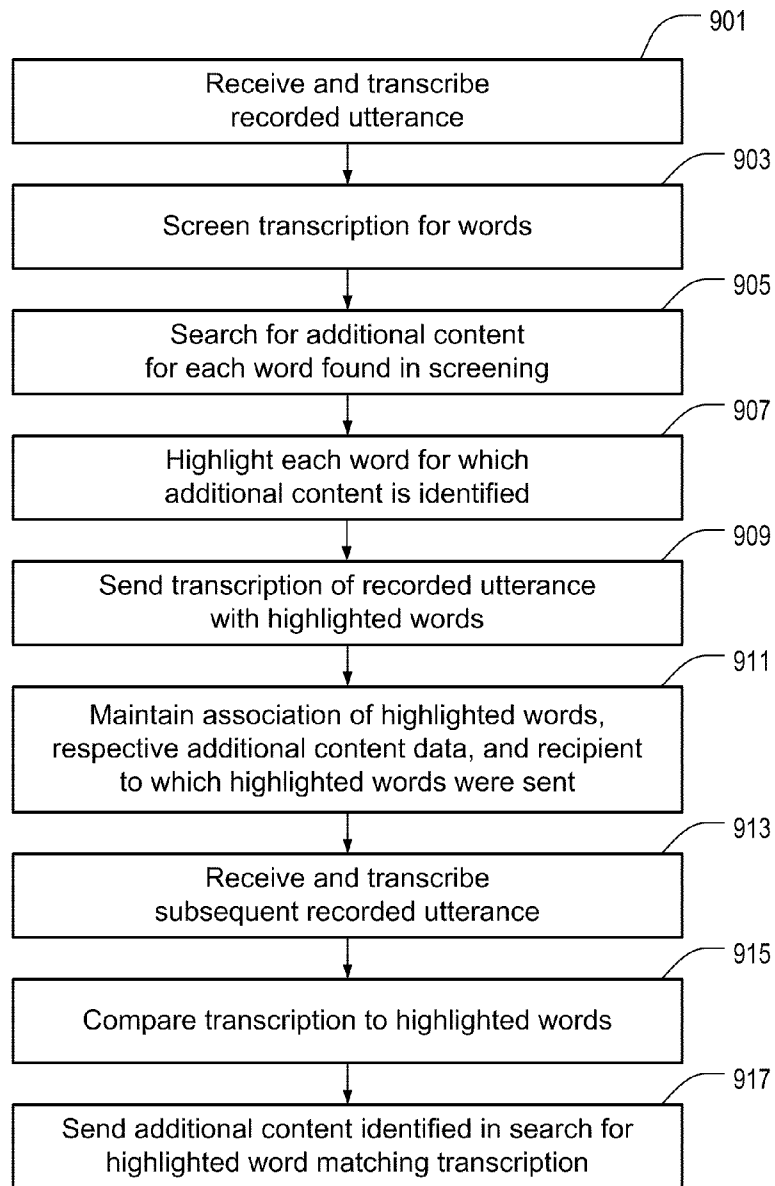 901
Receive and transcribe
recorded utterance
903
Screen transcription for words
905
Search for additional content
for each word found in screening
907
Highlight each word for which
additional content is identified
909
Send transcription of recorded utterance
with highlighted words
911
Maintain association of highlighted words,
respective additional content data, and recipient
to which highlighted words were sent
913
Receive and transcribe
subsequent recorded utterance
915
Compare transcription to highlighted words
917
Send additional content identified in search for
highlighted word matching transcription